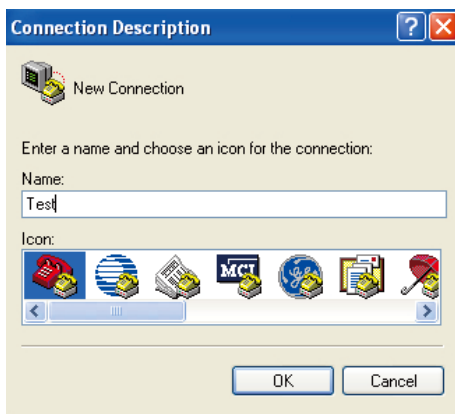 Connection Description
New Connection
Enter a name and choose an icon for the connection:
Name:
Test
Icon:
MCI
OK
Cancel